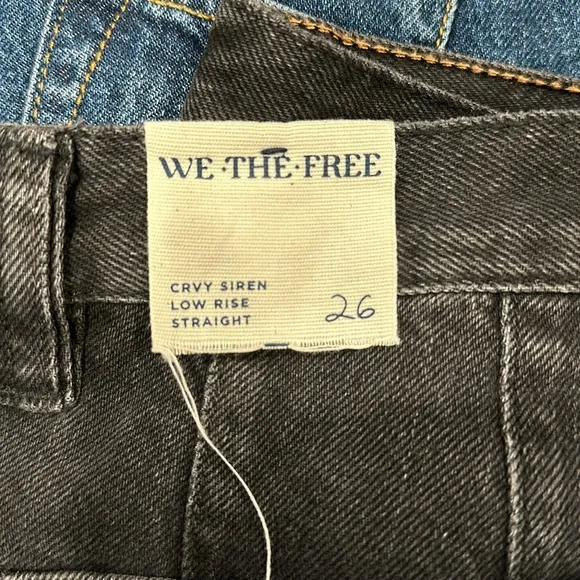 WE·THE·FREE
CRVY SIREN
LOW RISE
STRAIGHT
26